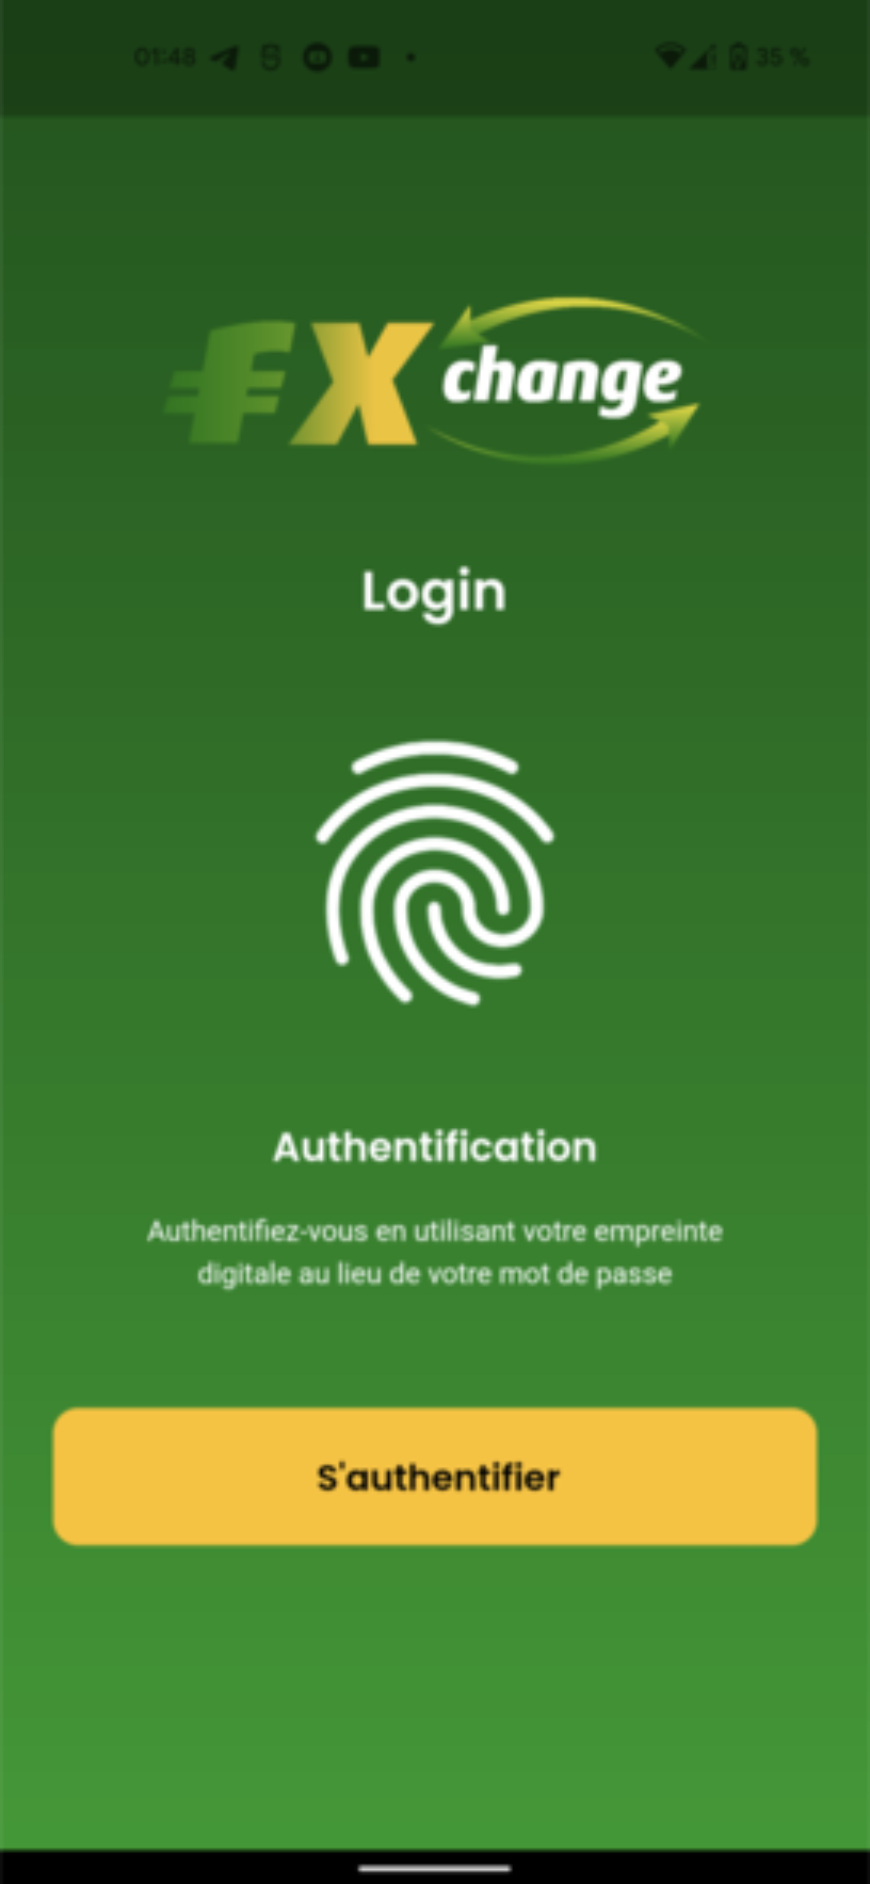 01:48
35 %
FX change
Login
Authentification
Authentifiez-vous en utilisant votre empreinte
digitale au lieu de votre mot de passe
S'authentifier